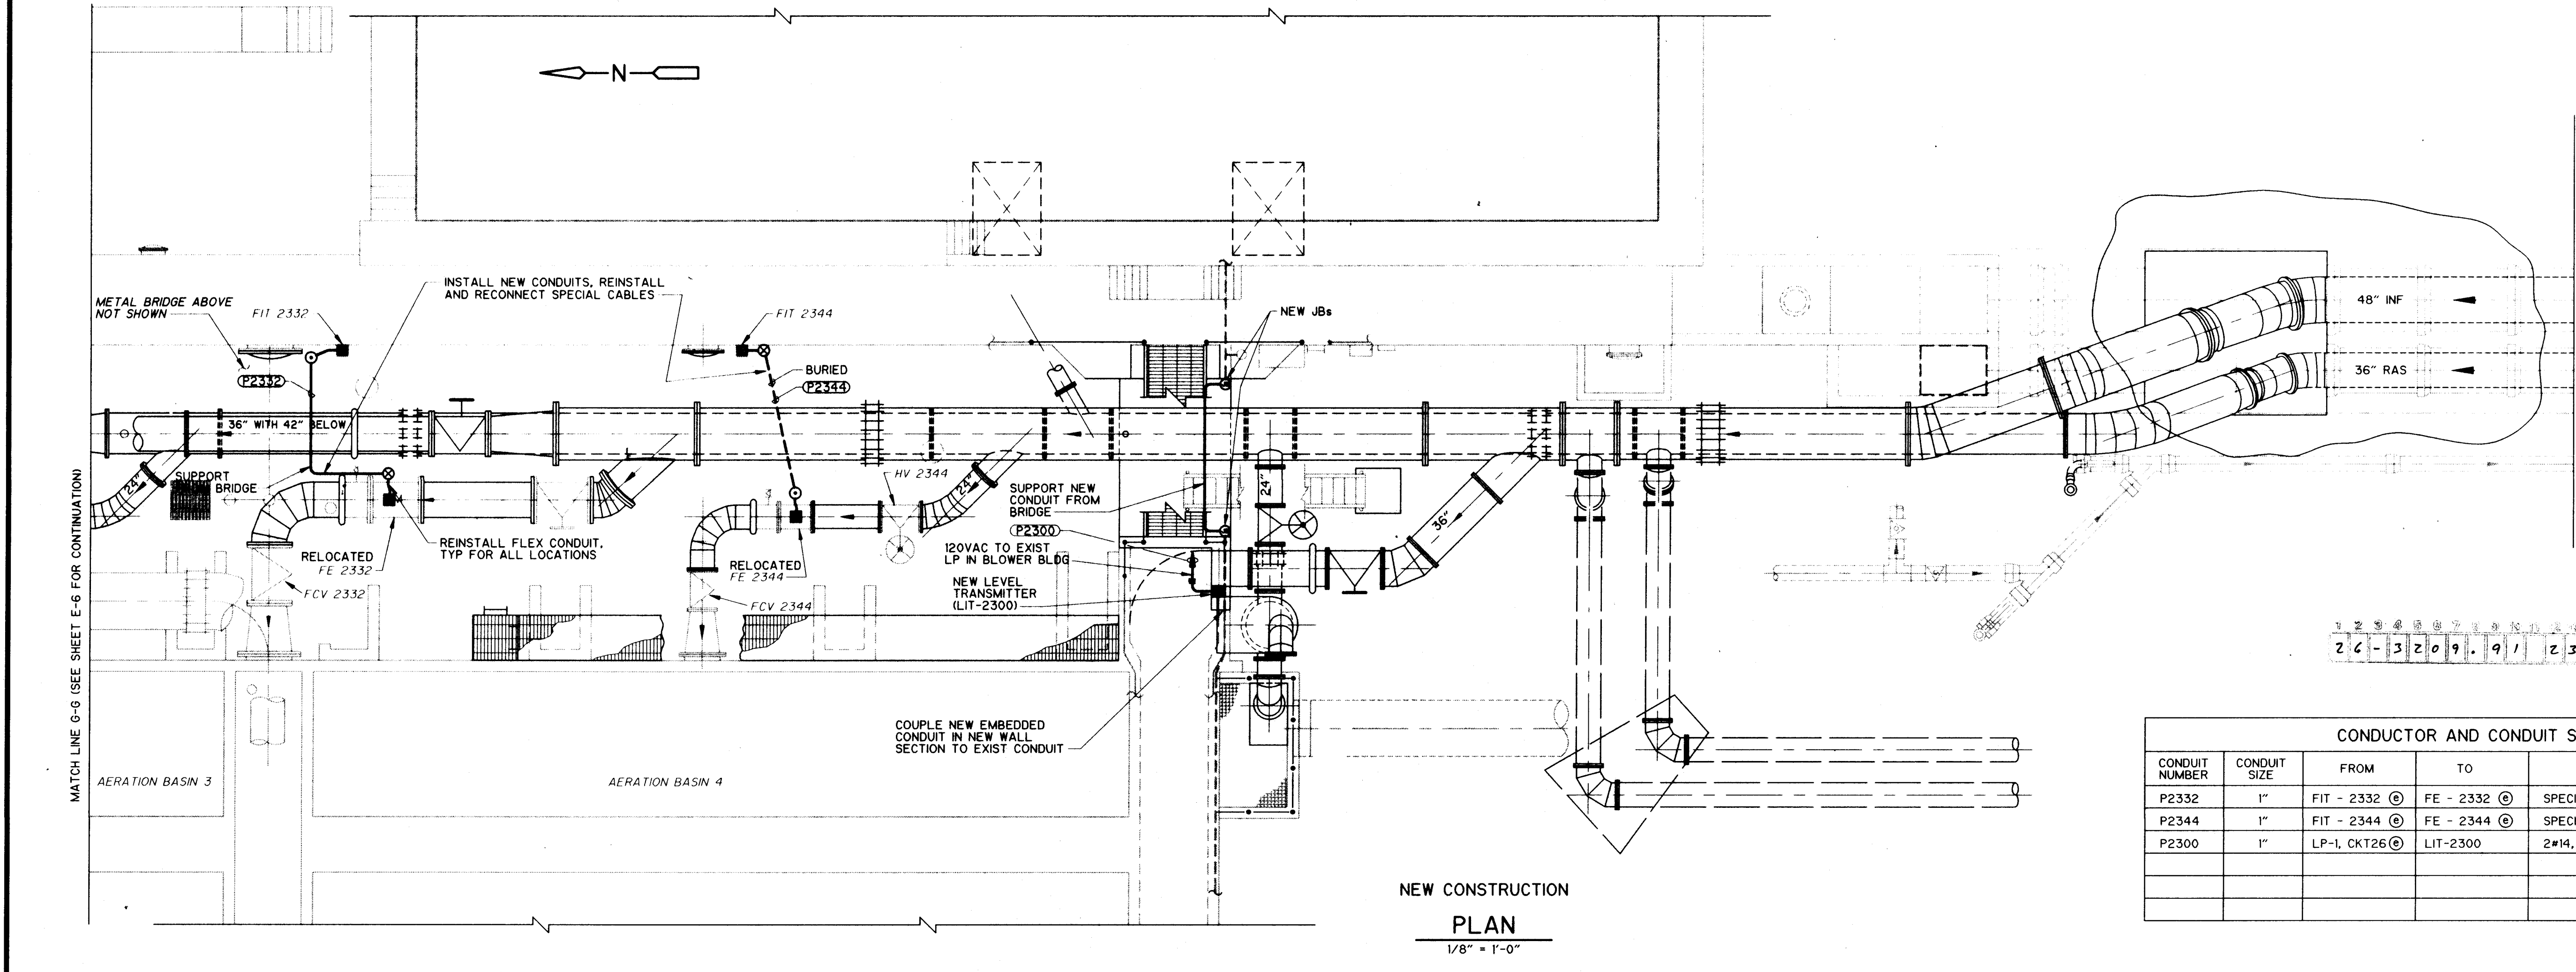 N
INSTALL NEW CONDUITS, REINSTALL
AND RECONNECT SPECIAL CABLES
METAL BRIDGE ABOVE
NOT SHOWN
FIT 2332
FIT 2344
NEW JBs
48" INF
36" RAS
P2332
BURIED
P2344
36" WITH 42" BELOW
24"
SUPPORT
BRIDGE
HV 2344
24"
SUPPORT NEW
CONDUIT FROM
BRIDGE
24"
36"
P2300
REINSTALL FLEX CONDUIT,
TYP FOR ALL LOCATIONS
RELOCATED
FE 2332
RELOCATED
FE 2344
120VAC TO EXIST
LP IN BLOWER BLDG
NEW LEVEL
TRANSMITTER
(LIT-2300)
FCV 2332
FCV 2344
MATCH LINE G-G (SEE SHEET E-6 FOR CONTINUATION)
COUPLE NEW EMBEDDED
CONDUIT IN NEW WALL
SECTION TO EXIST CONDUIT
AERATION BASIN 3
AERATION BASIN 4
26-3209.91 23
NEW CONSTRUCTION
PLAN
1/8" = 1'-0"
CONDUCTOR AND CONDUIT S
CONDUIT NUMBER CONDUIT SIZE FROM TO
P2332 1" FIT - 2332 ⓔ FE - 2332 ⓔ SPECI
P2344 1" FIT - 2344 ⓔ FE - 2344 ⓔ SPECI
P2300 1" LP-1, CKT26 ⓔ LIT-2300 2#14,